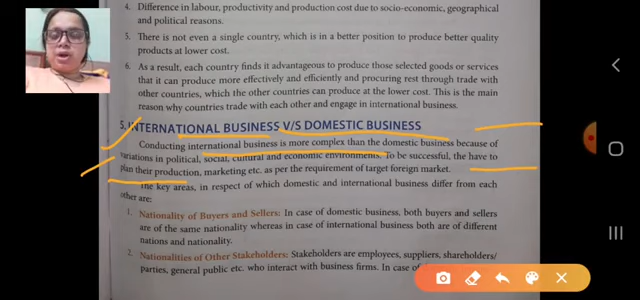 4. Difference in labour, productivity and production cost due to socio-economic, geographical
and political reasons.
5. There is not even a single country, which is in a better position to produce better quality
products at lower cost.
6. As a result, each country finds it advantageous to produce those selected goods or services
that it can produce more effectively and efficiently and procuring rest through trade with
other countries, which the other countries can produce at the lower cost. This is the main
reason why countries trade with each other and engage in international business.
5. INTERNATIONAL BUSINESS V/S DOMESTIC BUSINESS
Conducting international business is more complex than the domestic business because of
variations in political, social, cultural and economic environments. To be successful, the have to
plan their production, marketing etc. as per the requirement of target foreign market.
The key areas, in respect of which domestic and international business differ from each
other are:
1. Nationality of Buyers and Sellers: In case of domestic business, both buyers and sellers
are of the same nationality whereas in case of international business both are of different
nations and nationality.
2. Nationalities of Other Stakeholders: Stakeholders are employees, suppliers, shareholders/
parties, general public etc. who interact with business firms. In case of